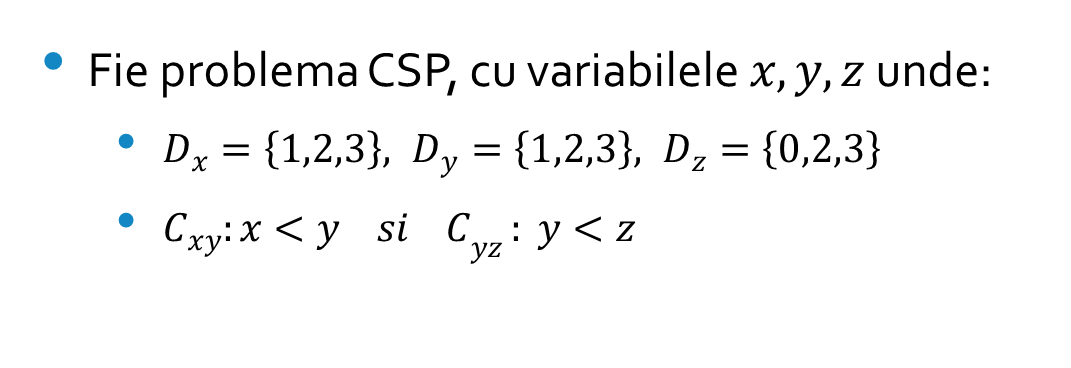 • Fie problema CSP, cu variabilele x, y, z unde:
• Dₓ = {1,2,3}, D_y = {1,2,3}, D_z = {0,2,3}
• C_xy: x < y si C_yz : y < z